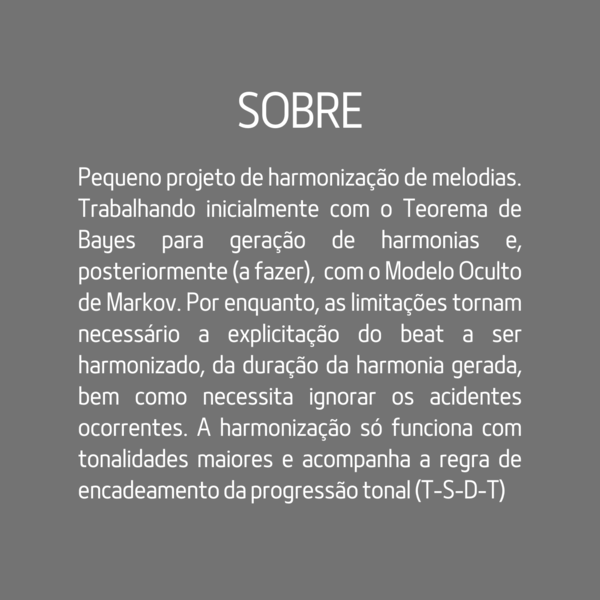 SOBRE
Pequeno projeto de harmonização de melodias.
Trabalhando inicialmente com o Teorema de
Bayes para geração de harmonias e,
posteriormente (a fazer), com o Modelo Oculto
de Markov. Por enquanto, as limitações tornam
necessário a explicitação do beat a ser
harmonizado, da duração da harmonia gerada,
bem como necessita ignorar os acidentes
ocorrentes. A harmonização só funciona com
tonalidades maiores e acompanha a regra de
encadeamento da progressão tonal (T-S-D-T)